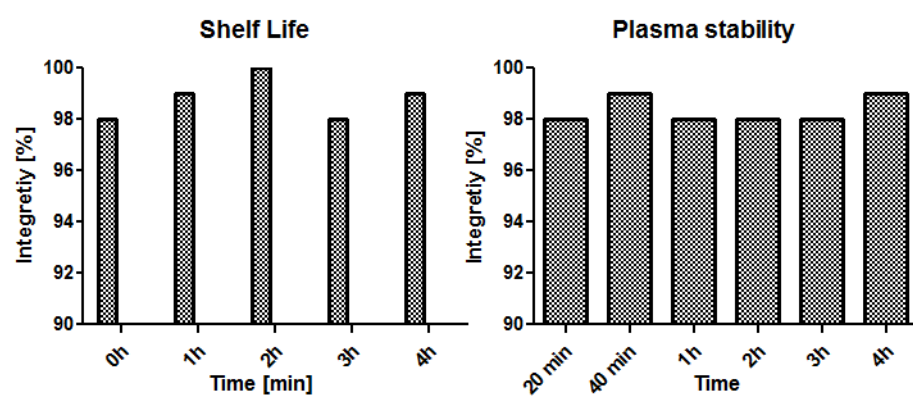 Shelf Life
Integretiy [%]
100
98
96
94
92
90
0h 1h 2h 3h 4h
Time [min]
Plasma stability
Integretiy [%]
100
98
96
94
92
90
20 min 40 min 1h 2h 3h 4h
Time